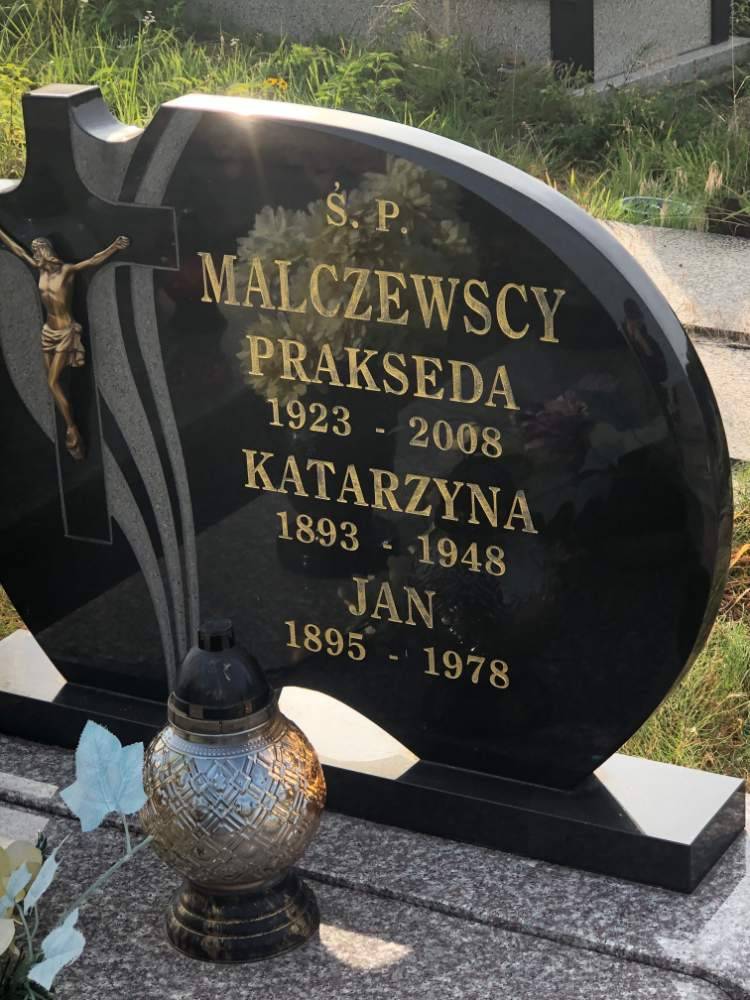 Ś. P.
MALCZEWSCY
PRAKSEDA
1923 - 2008
KATARZYNA
1893 - 1948
JAN
1895 - 1978